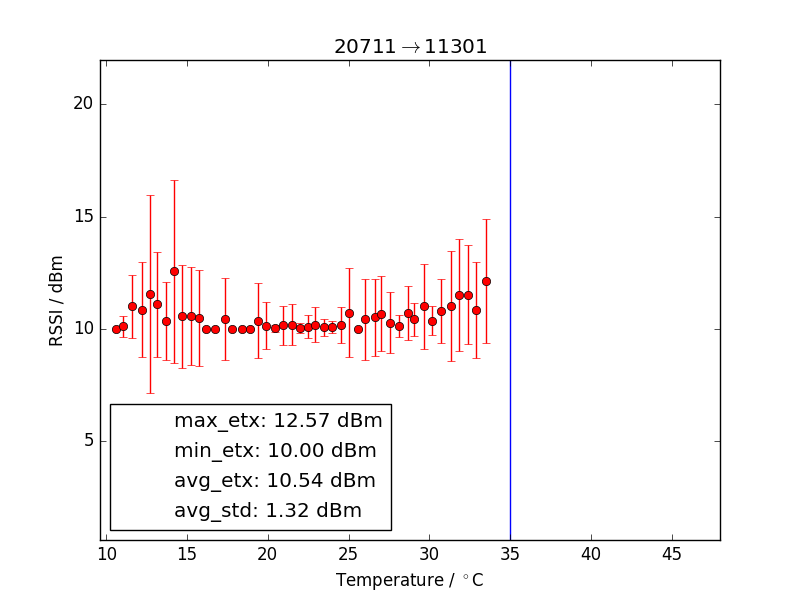 20711→11301
RSSI / dBm
20
15
10
5
max_etx: 12.57 dBm
min_etx: 10.00 dBm
avg_etx: 10.54 dBm
avg_std: 1.32 dBm
10 15 20 25 30 35 40 45
Temperature / °C